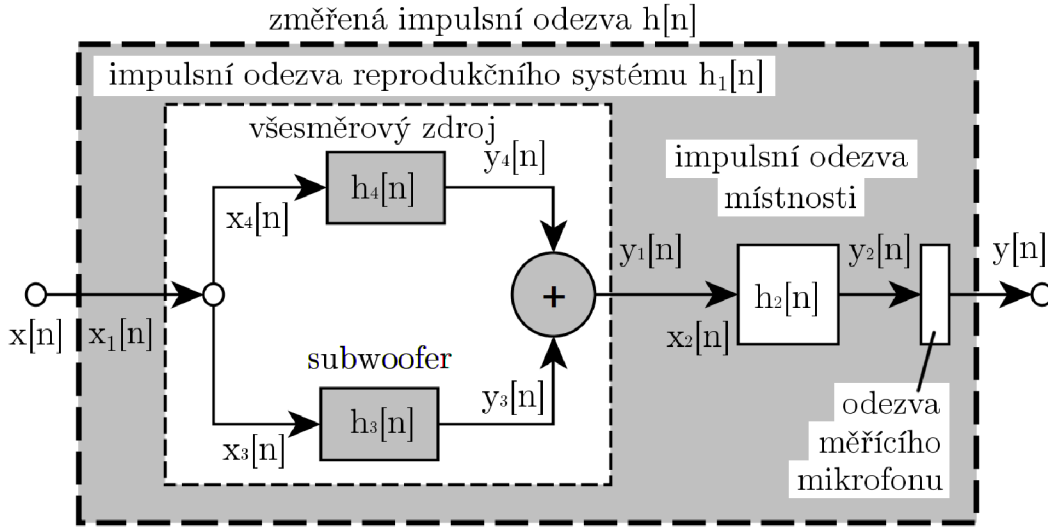 změřená impulsní odezva h[n]
impulsní odezva reprodukčního systému h₁[n]
všesměrový zdroj
y₄[n]
h₄[n]
x₄[n]
impulsní odezva
místnosti
x[n]
x₁[n]
+
y₁[n]
x₂[n]
h₂[n]
y₂[n]
y[n]
subwoofer
h₃[n]
x₃[n]
y₃[n]
odezva
měřícího
mikrofonu